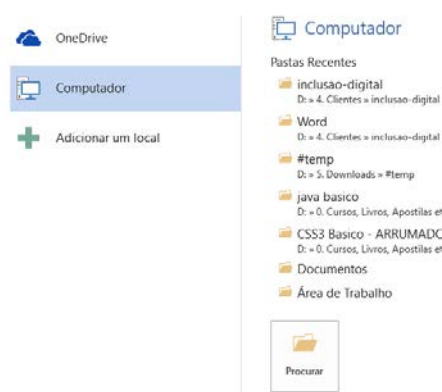 OneDrive
Computador
Adicionar um local
Computador
Pastas Recentes
inclusao-digital
D: » 4. Clientes » inclusao-digital
Word
D: » 4. Clientes » inclusao-digital
#temp
D: » 5. Downloads » #temp
java basico
D: » 0. Cursos, Livros, Apostilas et
CSS3 Basico - ARRUMADO
D: » 0. Cursos, Livros, Apostilas et
Documentos
Área de Trabalho
Procurar